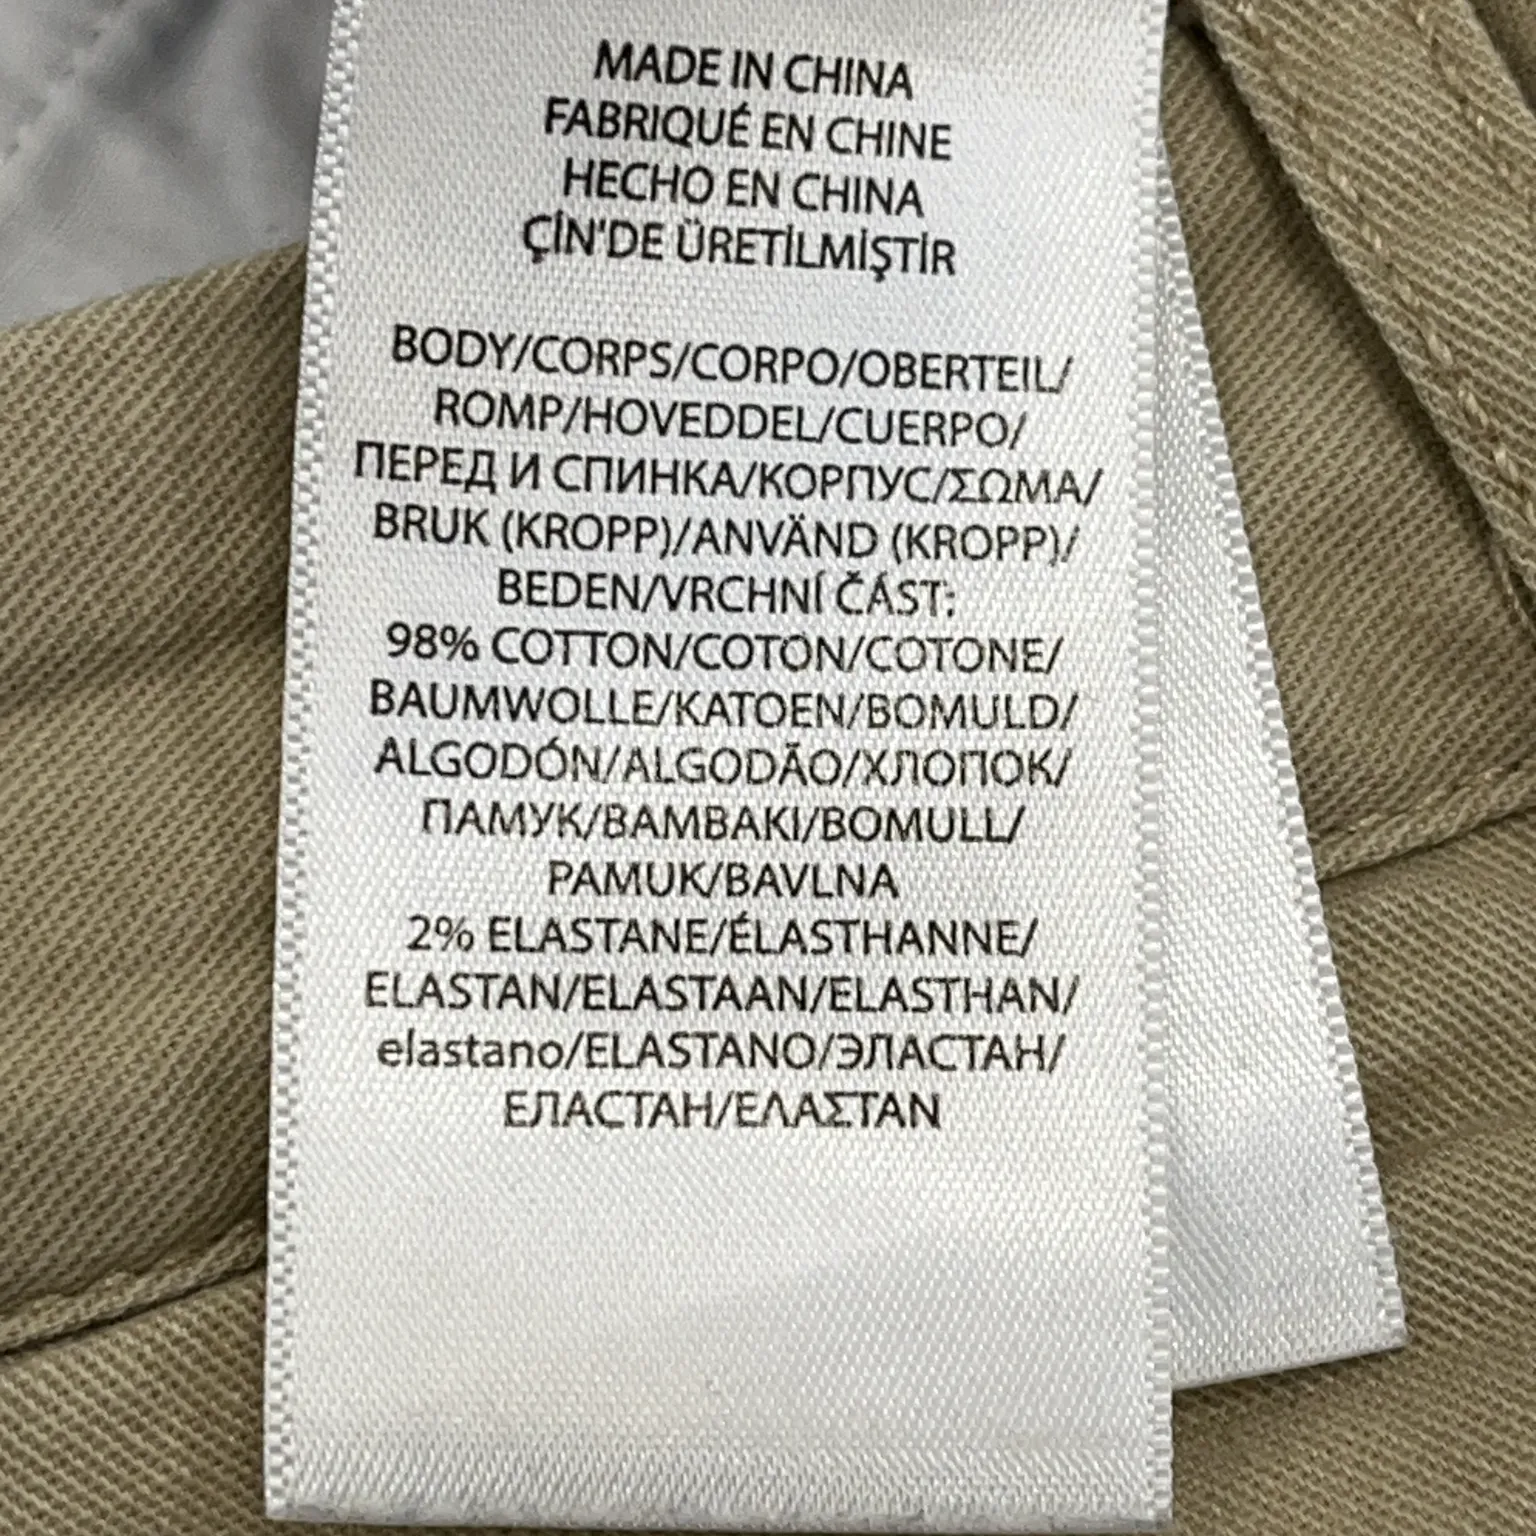 MADE IN CHINA
FABRIQUÉ EN CHINE
HECHO EN CHINA
ÇİN'DE ÜRETİLMİŞTİR
BODY/CORPS/CORPO/OBERTEIL/
ROMP/HOVEDDEL/CUERPO/
ПЕРЕД И СПИНКА/КОРПУС/ΣΩΜΑ/
BRUK (KROPP)/ANVÄND (KROPP)/
BEDEN/VRCHNÍ ČÁST:
98% COTTON/COTON/COTONE/
BAUMWOLLE/KATOEN/BOMULD/
ALGODÓN/ALGODÃO/ХЛОПОК/
ПАМУК/ΒΑΜΒΑΚΙ/BOMULL/
PAMUK/BAVLNA
2% ELASTANE/ÉLASTHANNE/
ELASTAN/ELASTAAN/ELASTHAN/
elastano/ELASTANO/ЭЛАСТАН/
ЕЛАСТАН/ΕΛΑΣΤΑΝ